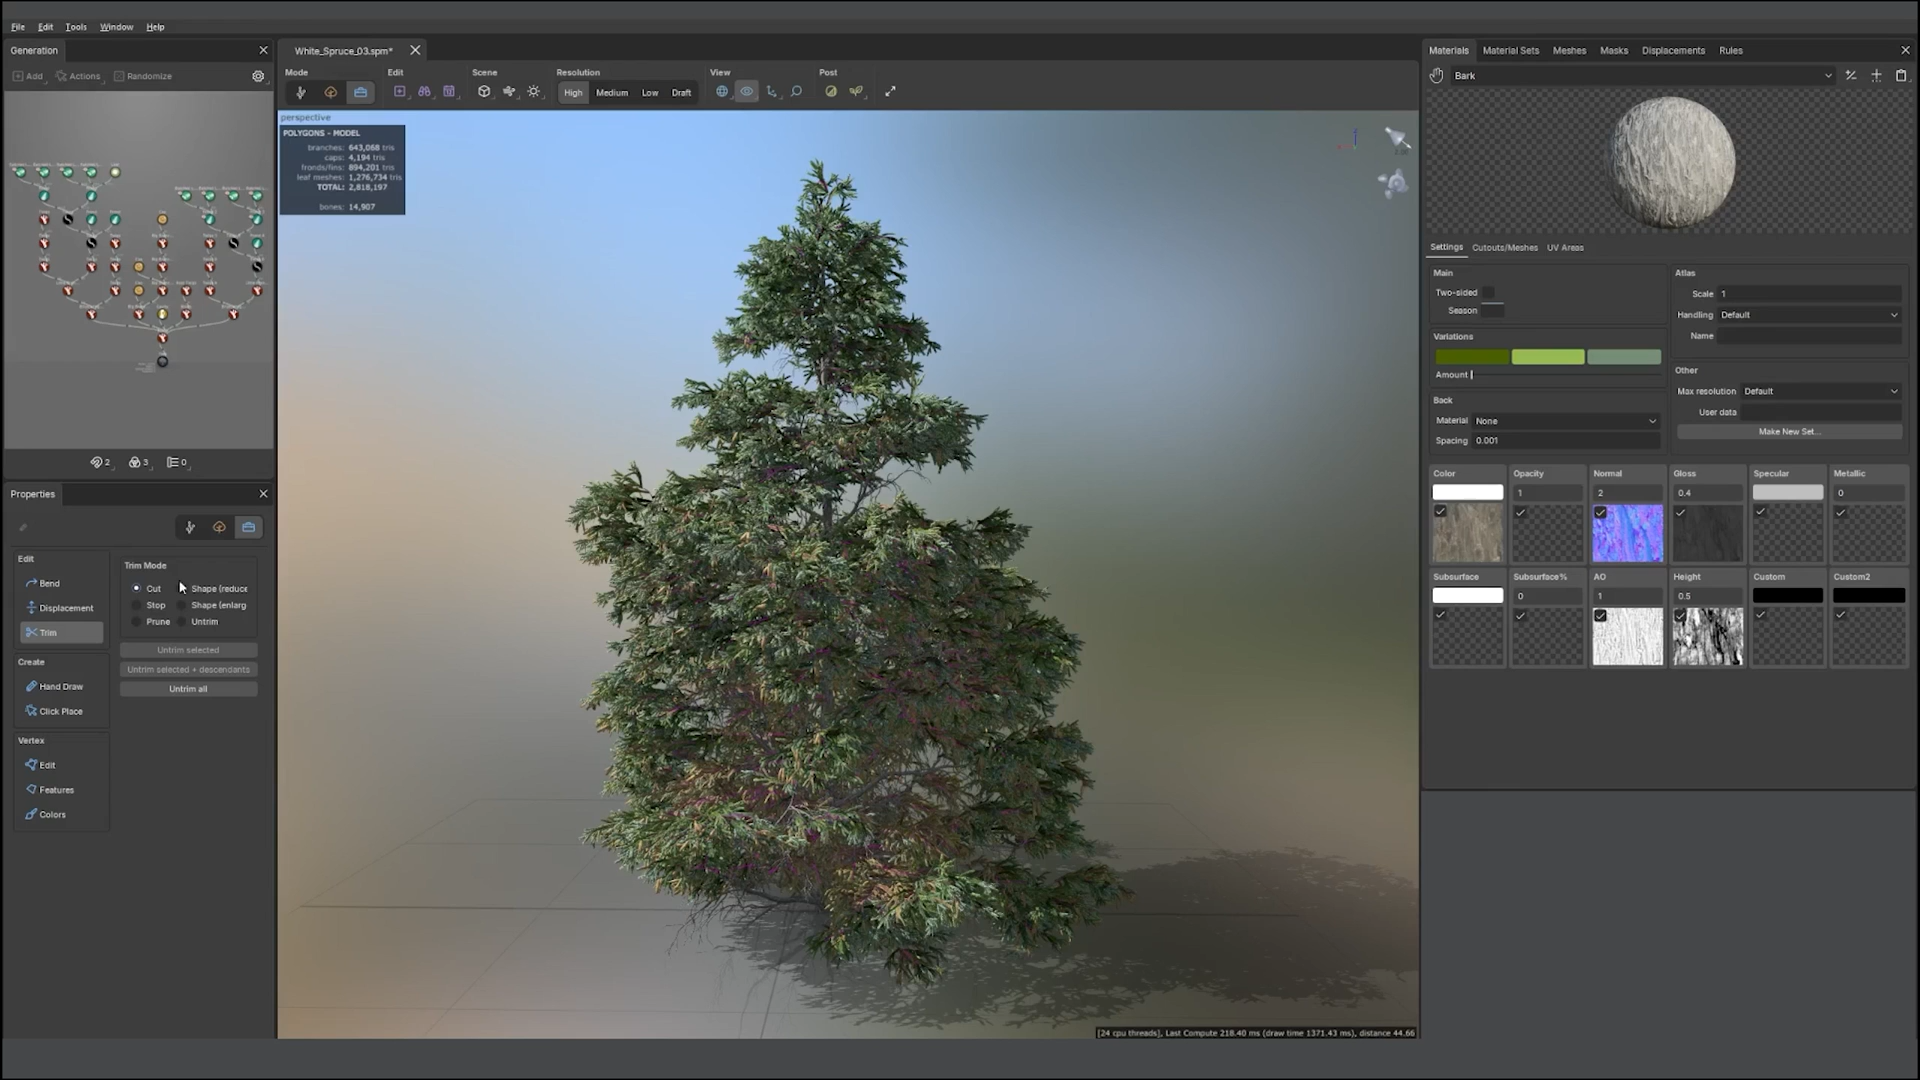 File Edit Tools Window Help
Generation
Add Actions Randomize
2 3 0
Properties
Edit
Bend
Displacement
Trim
Create
Hand Draw
Click Place
Vertex
Edit
Features
Colors
Trim Mode
Cut Shape (reduce
Stop Shape (enlarg
Prune Untrim
Untrim selected
Untrim selected + descendants
Untrim all
White_Spruce_03.spm*
Mode Edit Scene Resolution View Post
High Medium Low Draft
perspective
POLYGONS - MODEL
branches: 643,068 tris
caps: 4,194 tris
fronds/fins: 894,201 tris
leaf meshes: 1,276,734 tris
TOTAL: 2,818,197
bones: 14,907
[24 cpu threads], Last Compute 218.40 ms (draw time 1371.43 ms), distance 44.66
Materials Material Sets Meshes Masks Displacements Rules
Bark
Settings Cutouts/Meshes UV Areas
Main
Two-sided
Season
Variations
Amount
Back
Material None
Spacing 0.001
Atlas
Scale 1
Handling Default
Name
Other
Max resolution Default
User data
Make New Set...
Color Opacity Normal Gloss Specular Metallic
1 2 0.4 0
Subsurface Subsurface% AO Height Custom Custom2
0 1 0.5